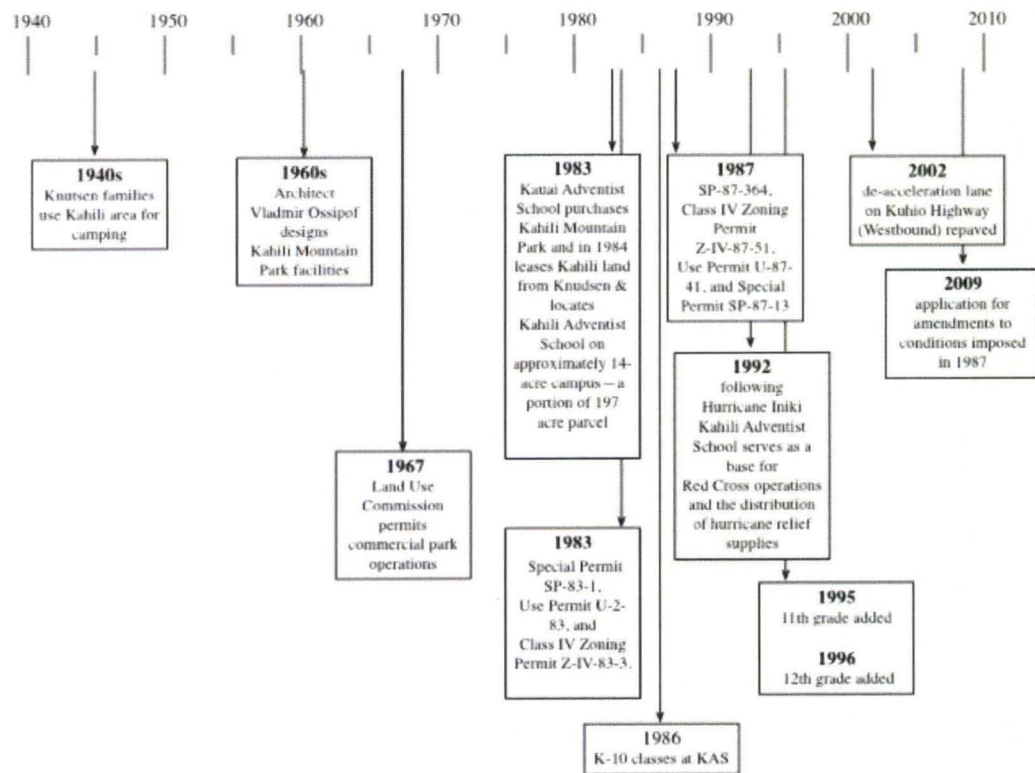 1940 1950 1960 1970 1980 1990 2000 2010
1940s
Knutsen families
use Kahili area for
camping
1960s
Architect
Vladmir Ossipof
designs
Kahili Mountain
Park facilities
1967
Land Use
Commission
permits
commercial park
operations
1983
Kauai Adventist
School purchases
Kahili Mountain
Park and in 1984
leases Kahili land
from Knudsen &
locates
Kahili Adventist
School on
approximately 14-
acre campus—a
portion of 197
acre parcel
1983
Special Permit
SP-83-1,
Use Permit U-2-
83, and
Class IV Zoning
Permit Z-IV-83-3.
1986
K-10 classes at KAS
1987
SP-87-364,
Class IV Zoning
Permit
Z-IV-87-51,
Use Permit U-87-
41, and Special
Permit SP-87-13
1992
following
Hurricane Iniki
Kahili Adventist
School serves as a
base for
Red Cross operations
and the distribution
of hurricane relief
supplies
1995
11th grade added
1996
12th grade added
2002
de-acceleration lane
on Kuhio Highway
(Westbound) repaved
2009
application for
amendments to
conditions imposed
in 1987